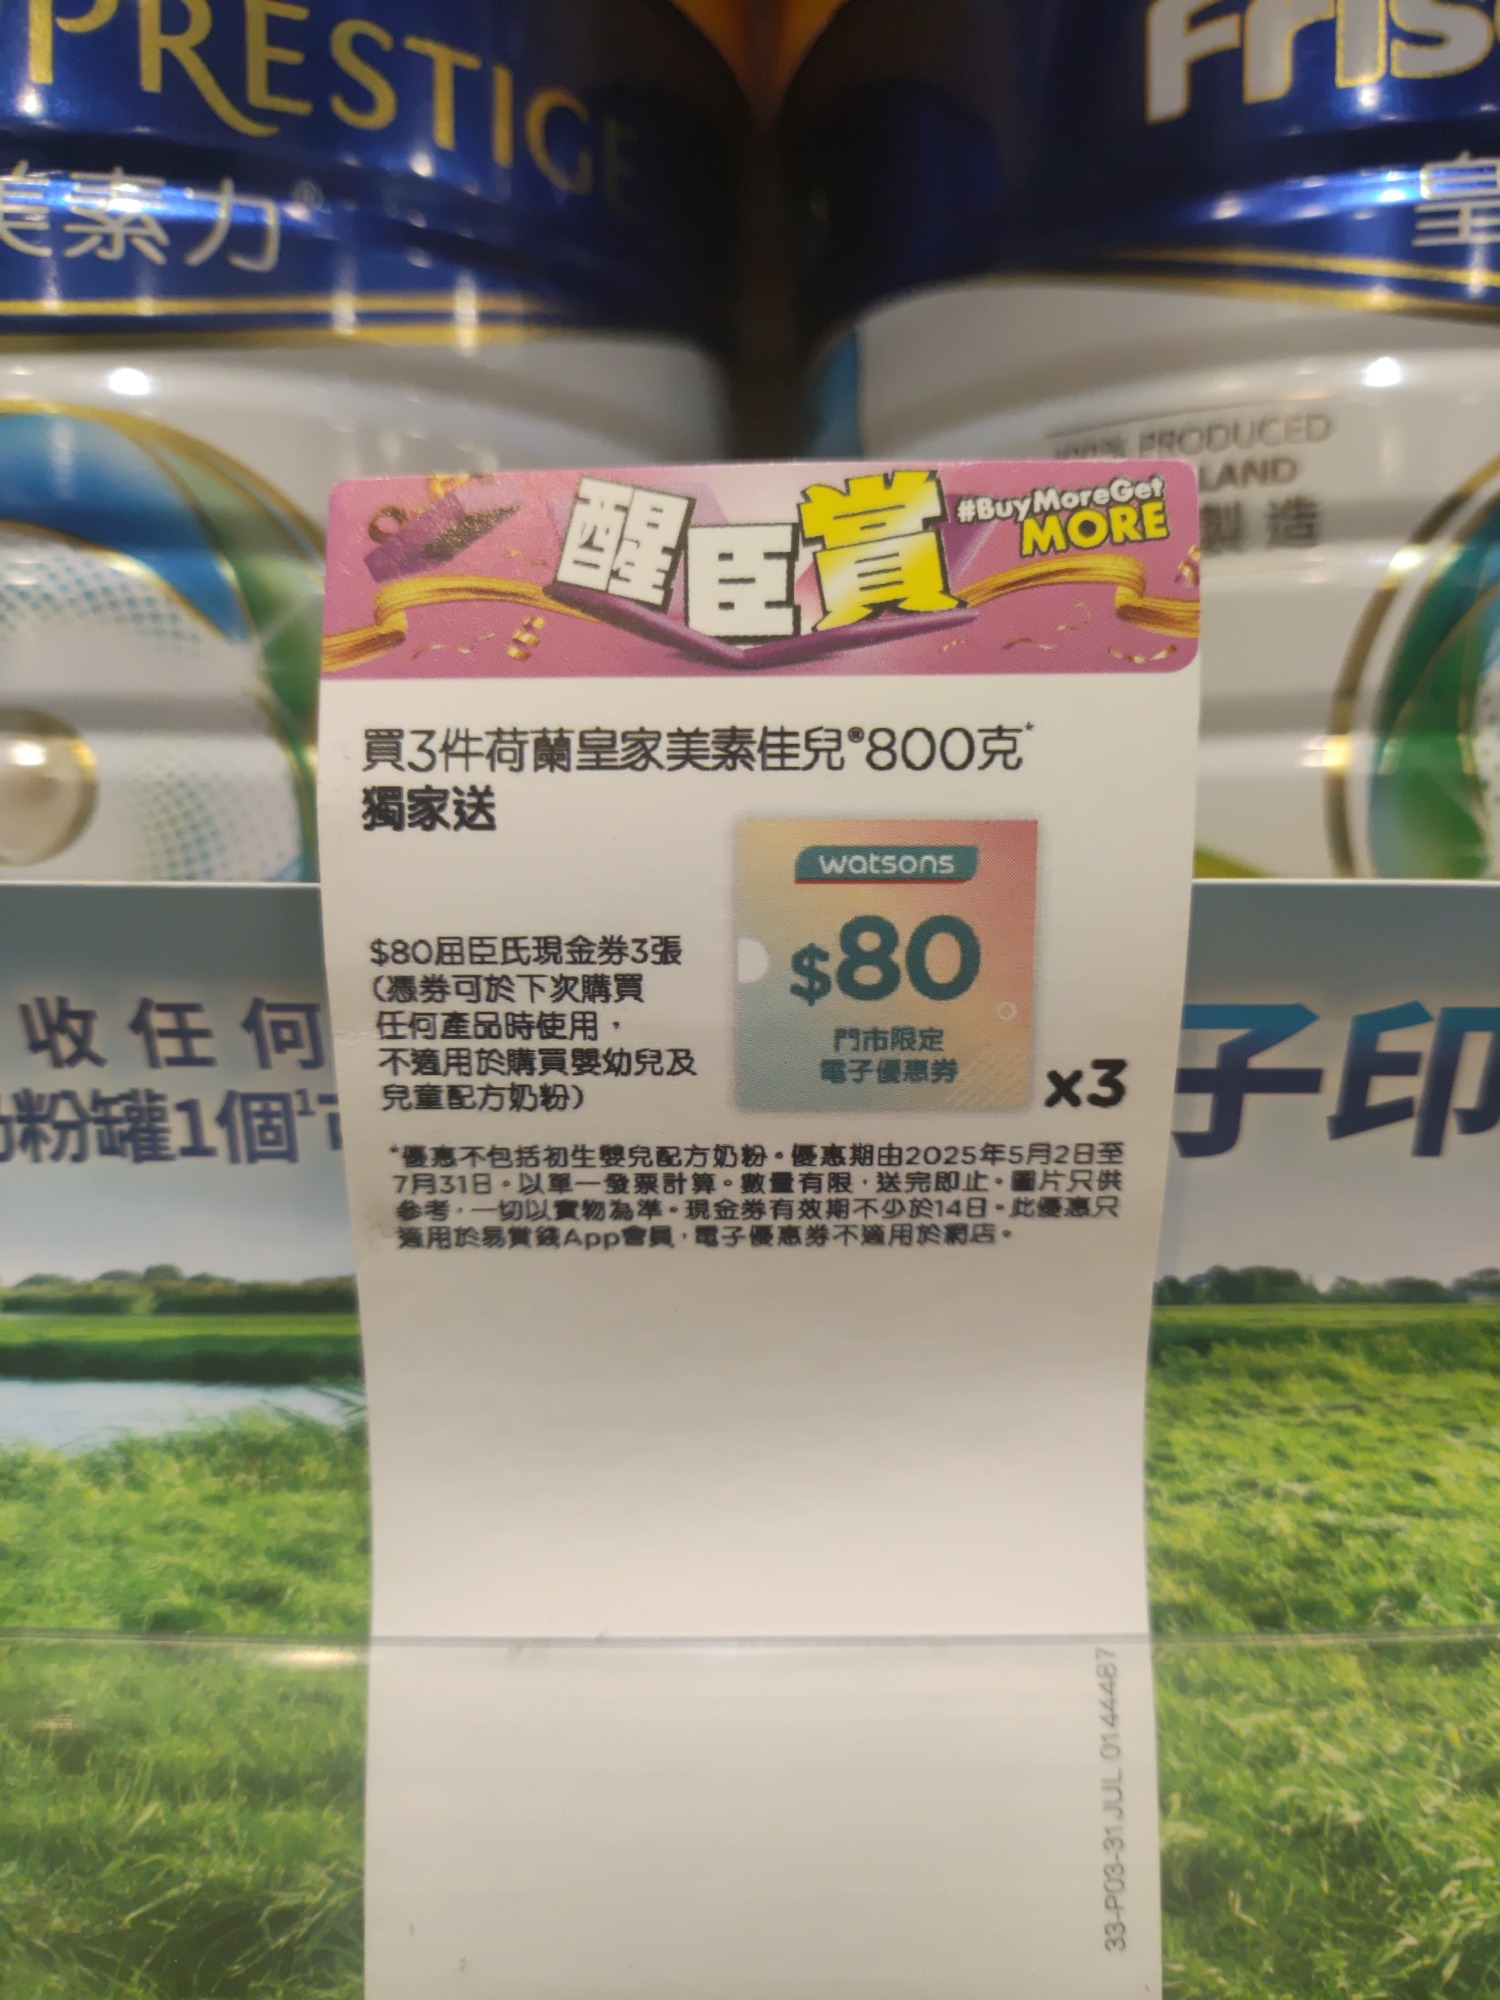 PRESTIGE
美素力
FRIS
皇
100% PRODUCED
LAND
製造
醒臣賞
#BuyMoreGet
MORE
買3件荷蘭皇家美素佳兒®800克*
獨家送
watsons
$80
門市限定
電子優惠券
x3
$80屈臣氏現金券3張
(憑券可於下次購買
任何產品時使用，
不適用於購買嬰幼兒及
兒童配方奶粉)
*優惠不包括初生嬰兒配方奶粉。優惠期由2025年5月2日至
7月31日。以單一發票計算。數量有限，送完即止。圖片只供
參考，一切以實物為準。現金券有效期不少於14日。此優惠只
適用於易賞錢App會員，電子優惠券不適用於網店。
收任何
粉罐1個¹
子印
33-P03-31JUL 0144487